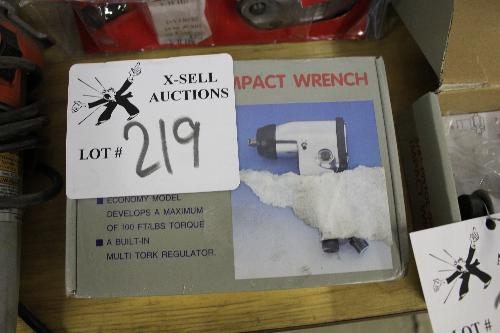 X-SELL
AUCTIONS
LOT # 219
MPACT WRENCH
ECONOMY MODEL
DEVELOPS A MAXIMUM
OF 100 FT/LBS TORQUE
A BUILT-IN
MULTI TORK REGULATOR.
LOT #